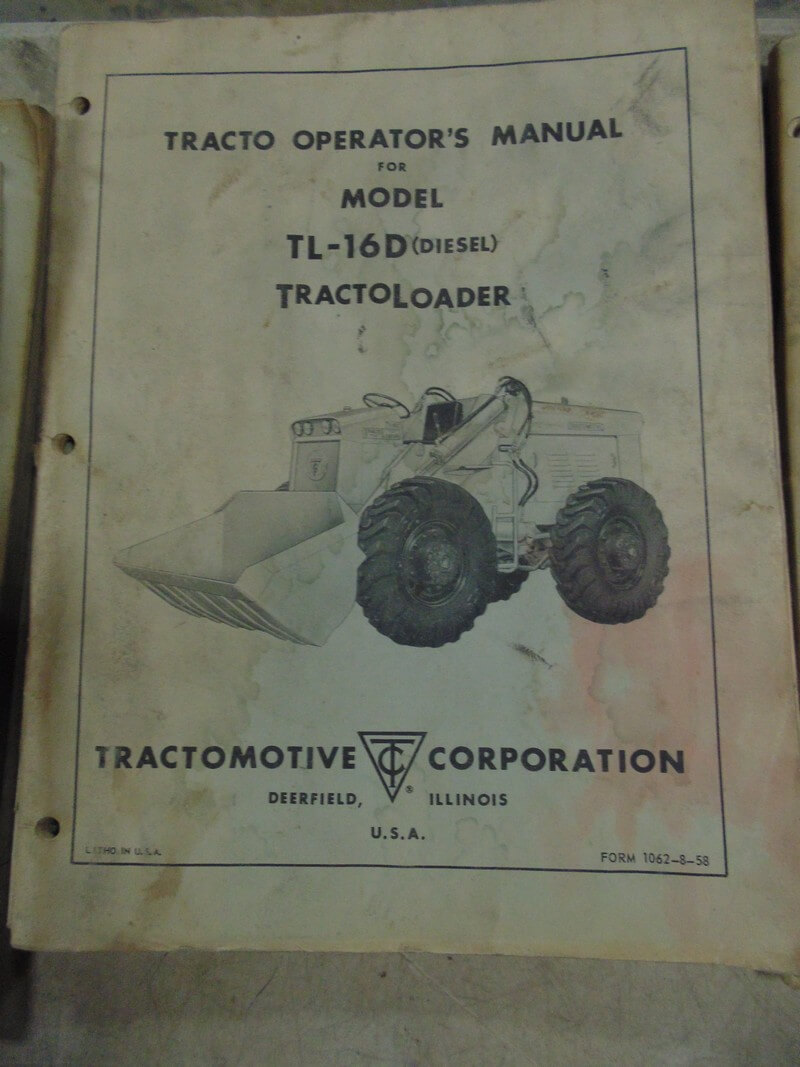 TRACTO OPERATOR'S MANUAL
FOR
MODEL
TL-16D (DIESEL)
TRACTOLOADER
TRACTOMOTIVE TC CORPORATION
DEERFIELD, ® ILLINOIS
U.S.A.
LITHO. IN U.S.A.
FORM 1062-8-58